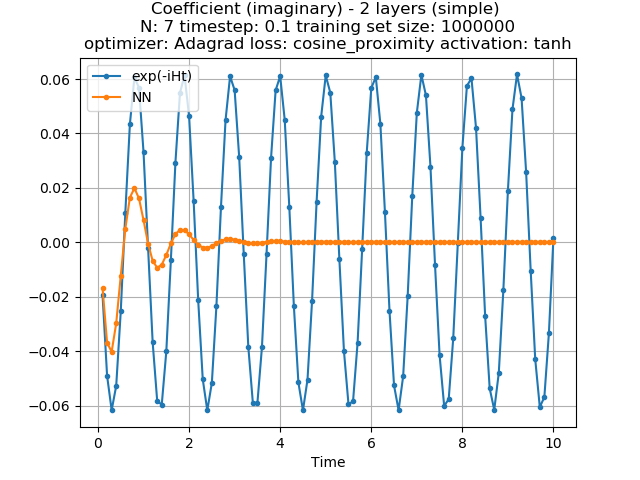 Coefficient (imaginary) - 2 layers (simple)
N: 7 timestep: 0.1 training set size: 1000000
optimizer: Adagrad loss: cosine_proximity activation: tanh
exp(-iHt)
NN
0.06
0.04
0.02
0.00
−0.02
−0.04
−0.06
0 2 4 6 8 10
Time